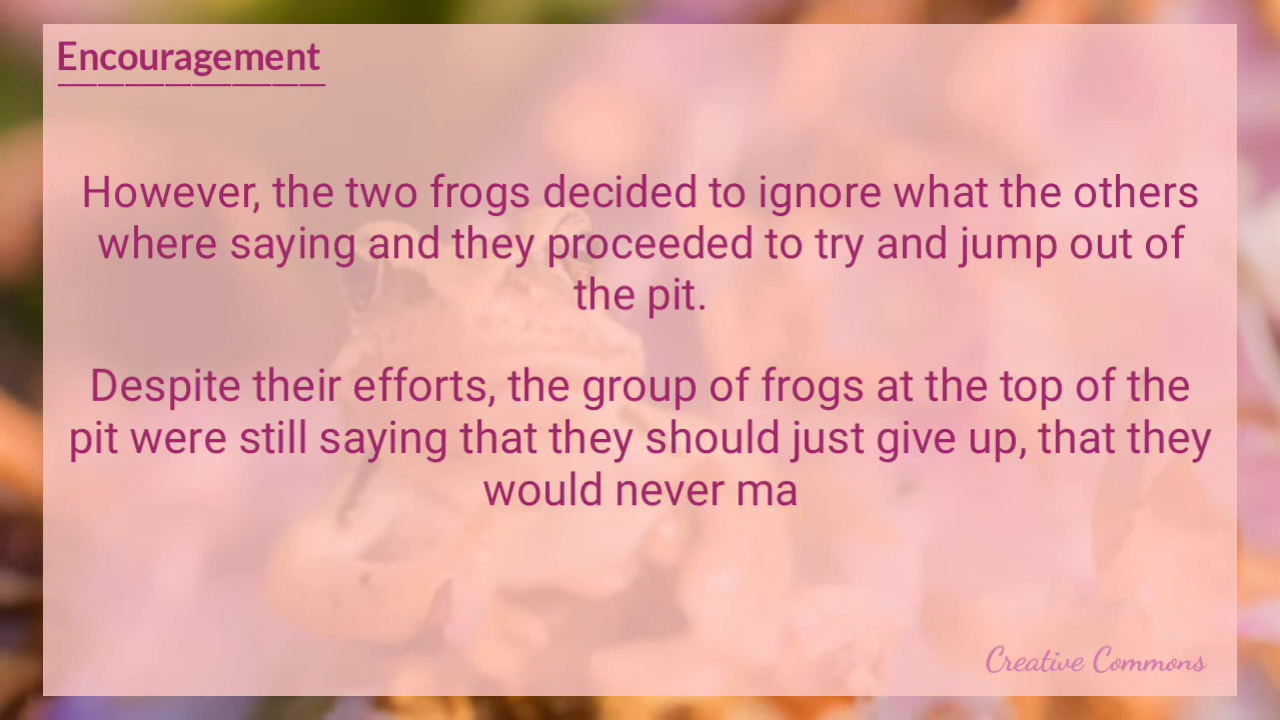 Encouragement
However, the two frogs decided to ignore what the others
where saying and they proceeded to try and jump out of
the pit.
Despite their efforts, the group of frogs at the top of the
pit were still saying that they should just give up, that they
would never ma
Creative Commons